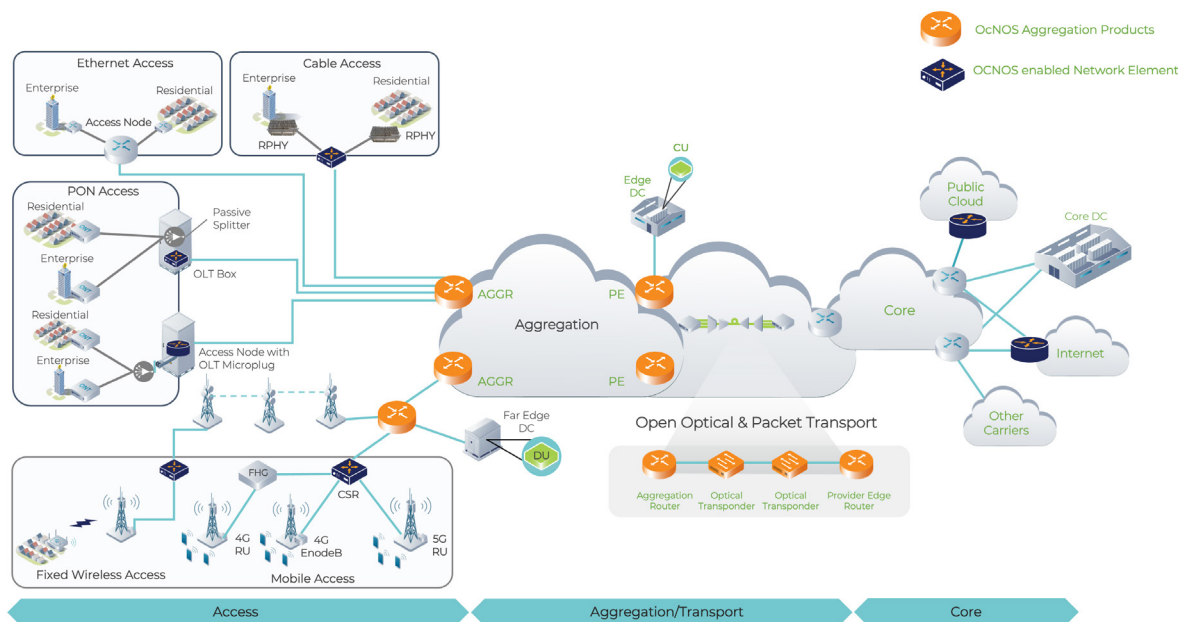 OcNOS Aggregation Products
OCNOS enabled Network Element
Ethernet Access
Enterprise
Residential
Access Node
Cable Access
Enterprise
Residential
RPHY
RPHY
PON Access
Residential
ONT
Passive
Splitter
Enterprise
ONT
OLT Box
Residential
ONT
Enterprise
ONT
Access Node with
OLT Microplug
CU
Edge
DC
AGGR
PE
Aggregation
AGGR
PE
Public
Cloud
Core DC
Core
Internet
Other
Carriers
Far Edge
DC
DU
Open Optical & Packet Transport
Aggregation
Router
Optical
Transponder
Optical
Transponder
Provider Edge
Router
FHG
CSR
4G
RU
4G
EnodeB
5G
RU
Fixed Wireless Access
Mobile Access
Access
Aggregation/Transport
Core